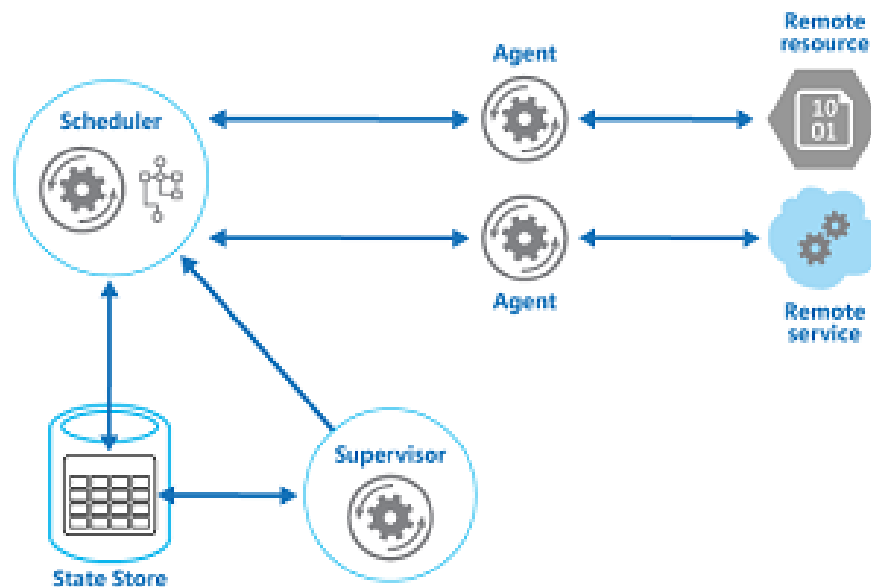 Remote
resource
Agent
Scheduler
10
01
Agent
Remote
service
Supervisor
State Store